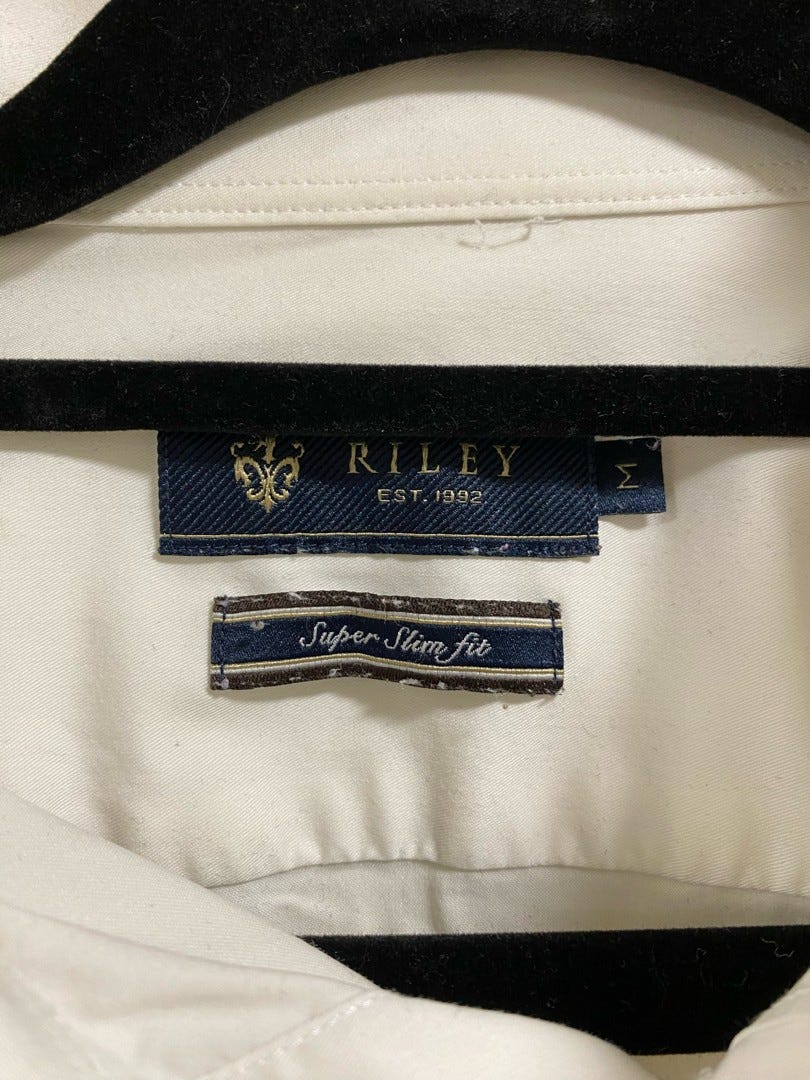 RILEY
EST. 1992
M
Super Slim fit